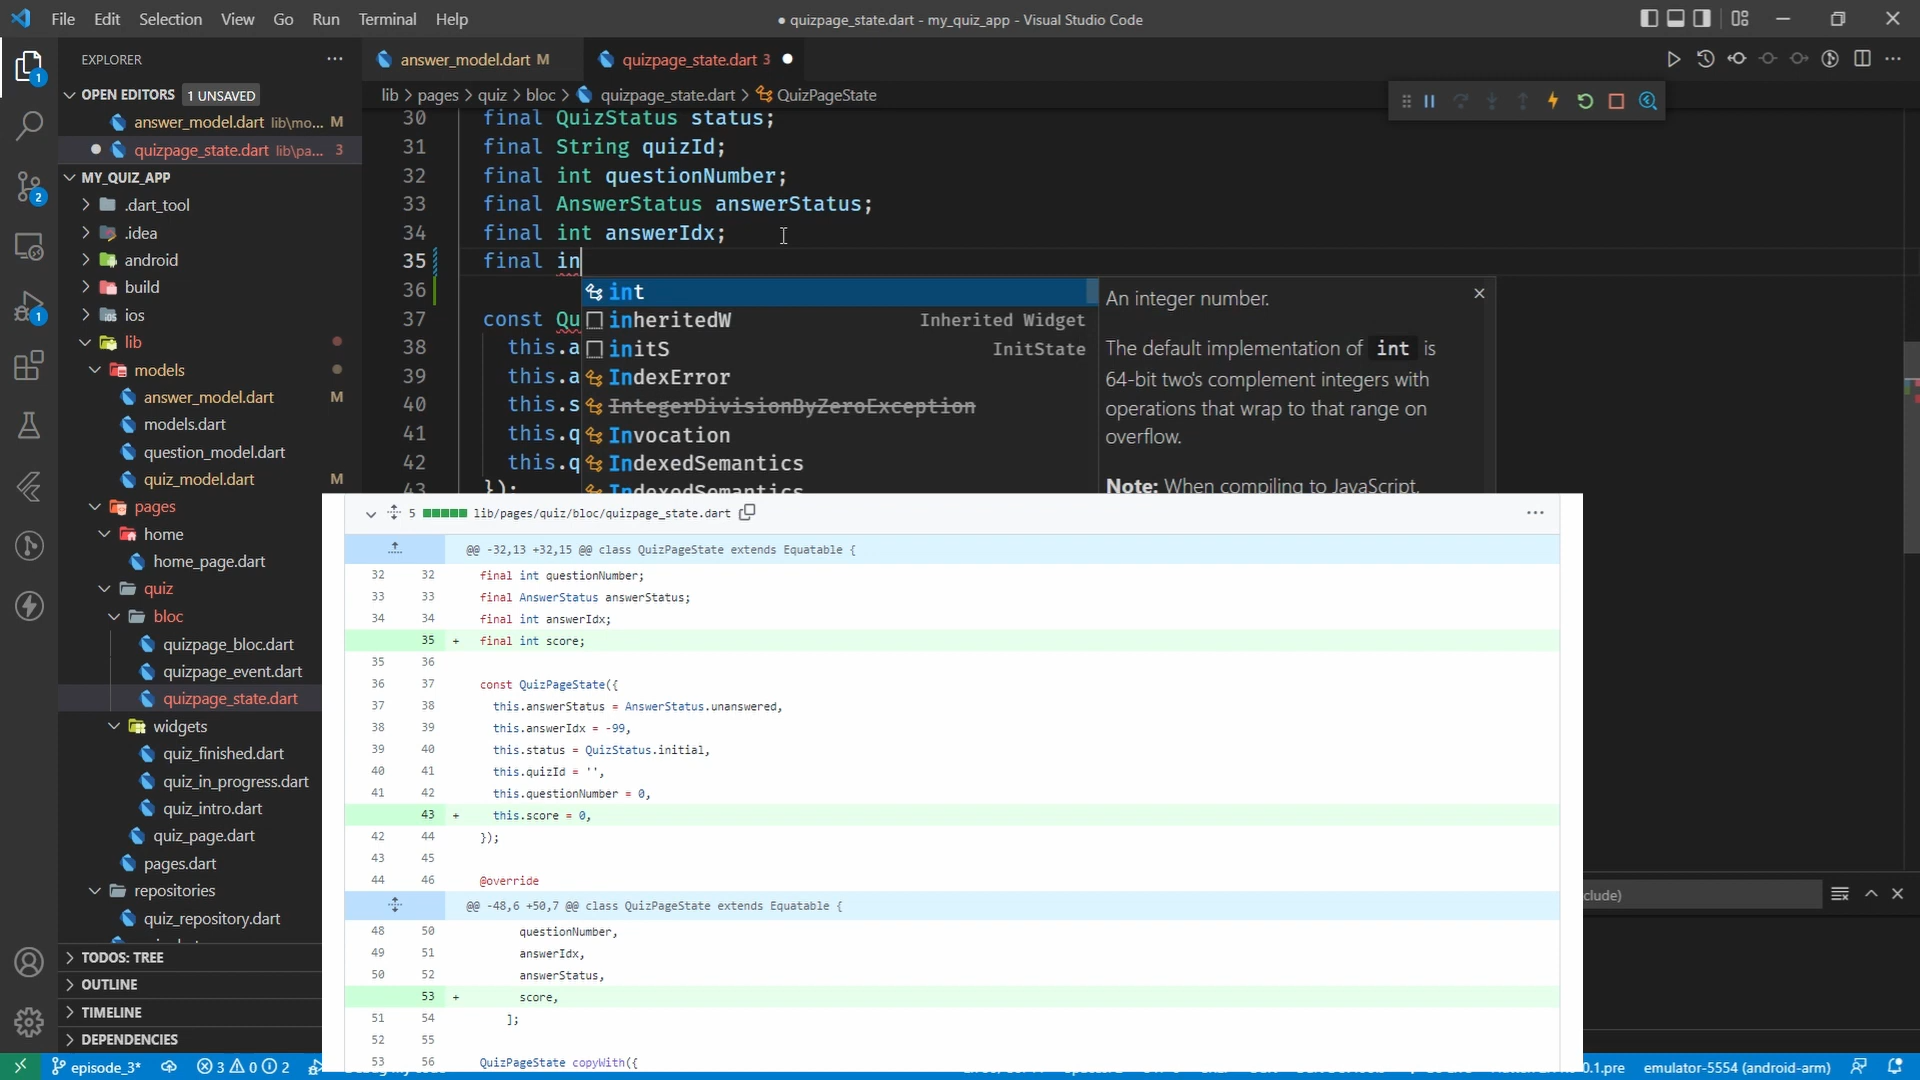 File Edit Selection View Go Run Terminal Help
● quizpage_state.dart - my_quiz_app - Visual Studio Code
EXPLORER
answer_model.dart M
quizpage_state.dart 3
OPEN EDITORS 1 UNSAVED
answer_model.dart lib\mo... M
quizpage_state.dart lib\pa... 3
MY_QUIZ_APP
.dart_tool
.idea
android
build
ios
lib
models
answer_model.dart M
models.dart
question_model.dart
quiz_model.dart M
pages
home
home_page.dart
quiz
bloc
quizpage_bloc.dart
quizpage_event.dart
quizpage_state.dart
widgets
quiz_finished.dart
quiz_in_progress.dart
quiz_intro.dart
quiz_page.dart
pages.dart
repositories
quiz_repository.dart
TODOS: TREE
OUTLINE
TIMELINE
DEPENDENCIES
lib > pages > quiz > bloc > quizpage_state.dart > QuizPageState
30 final QuizStatus status;
31 final String quizId;
32 final int questionNumber;
33 final AnswerStatus answerStatus;
34 final int answerIdx;
35 final in
36
37 const Qu
38 this.a
39 this.a
40 this.s
41 this.q
42 this.q
43 });
int
inheritedW Inherited Widget
initS InitState
IndexError
IntegerDivisionByZeroException
Invocation
IndexedSemantics
IndexedSemantics
An integer number.
The default implementation of int is
64-bit two's complement integers with
operations that wrap to that range on
overflow.
Note: When compiling to JavaScript,
5 lib/pages/quiz/bloc/quizpage_state.dart
@@ -32,13 +32,15 @@ class QuizPageState extends Equatable {
32 32 final int questionNumber;
33 33 final AnswerStatus answerStatus;
34 34 final int answerIdx;
35 + final int score;
35 36
36 37 const QuizPageState({
37 38 this.answerStatus = AnswerStatus.unanswered,
38 39 this.answerIdx = -99,
39 40 this.status = QuizStatus.initial,
40 41 this.quizId = '',
41 42 this.questionNumber = 0,
43 + this.score = 0,
42 44 });
43 45
44 46 @override
@@ -48,6 +50,7 @@ class QuizPageState extends Equatable {
48 50 questionNumber,
49 51 answerIdx,
50 52 answerStatus,
53 + score,
51 54 ];
52 55
53 56 QuizPageState copyWith({
clude)
episode_3* 3 0 2
0.1.pre emulator-5554 (android-arm)